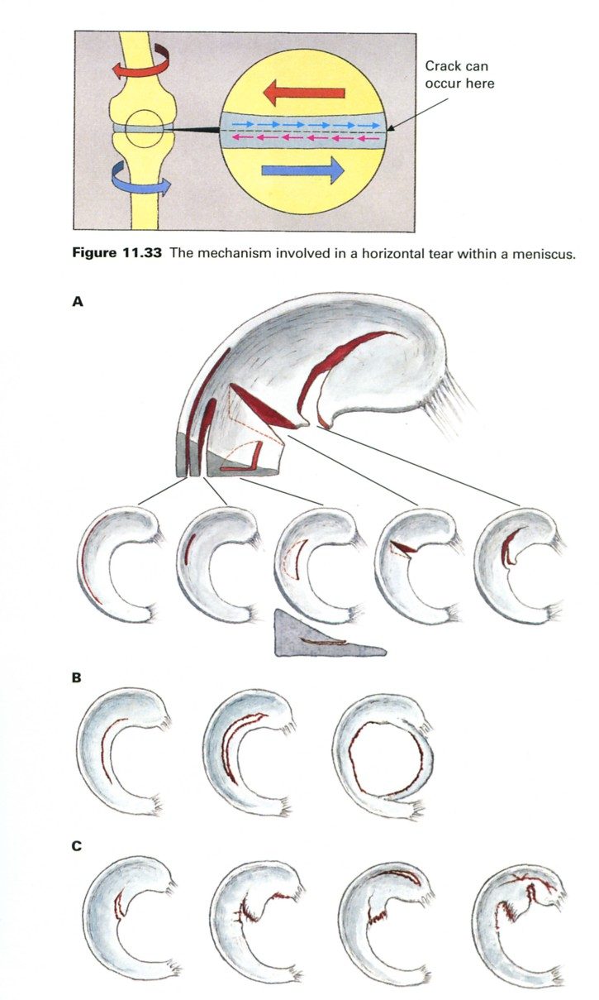 Crack can
occur here
Figure 11.33 The mechanism involved in a horizontal tear within a meniscus.
A
B
C